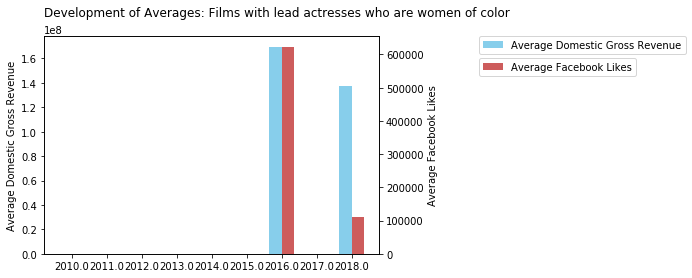 Development of Averages: Films with lead actresses who are women of color
1e8
Average Domestic Gross Revenue
1.6
1.4
1.2
1.0
0.8
0.6
0.4
0.2
0.0
2010.0 2011.0 2012.0 2013.0 2014.0 2015.0 2016.0 2017.0 2018.0
600000
500000
400000
300000
200000
100000
0
Average Facebook Likes
Average Domestic Gross Revenue
Average Facebook Likes